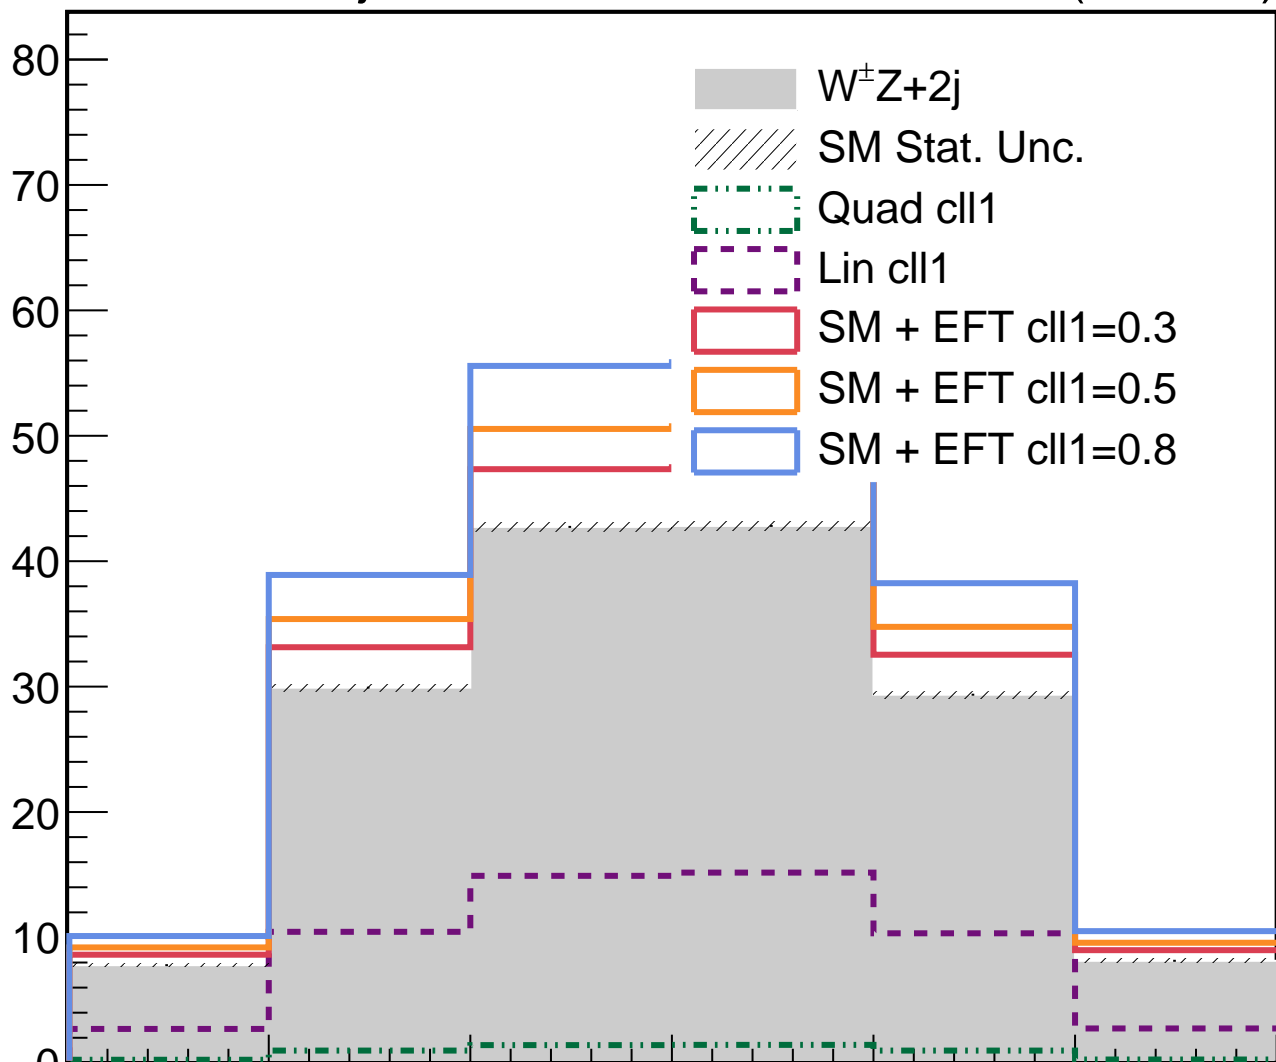 80
70
60
50
40
30
20
10
0
W±Z+2j
SM Stat. Unc.
Quad cll1
Lin cll1
SM + EFT cll1=0.3
SM + EFT cll1=0.5
SM + EFT cll1=0.8